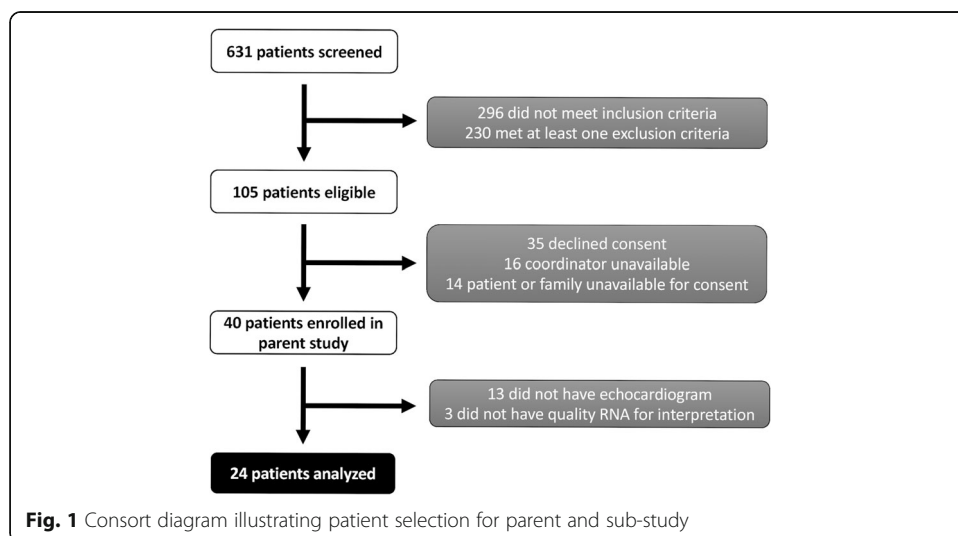 631 patients screened
296 did not meet inclusion criteria
230 met at least one exclusion criteria
105 patients eligible
35 declined consent
16 coordinator unavailable
14 patient or family unavailable for consent
40 patients enrolled in
parent study
13 did not have echocardiogram
3 did not have quality RNA for interpretation
24 patients analyzed
Fig. 1 Consort diagram illustrating patient selection for parent and sub-study